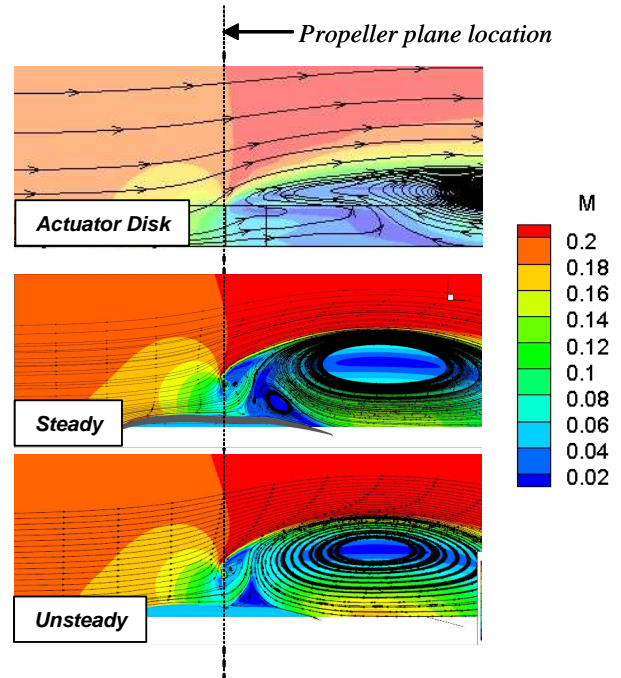 Propeller plane location
Actuator Disk
M
0.2
0.18
0.16
0.14
0.12
0.1
0.08
0.06
0.04
0.02
Steady
Unsteady